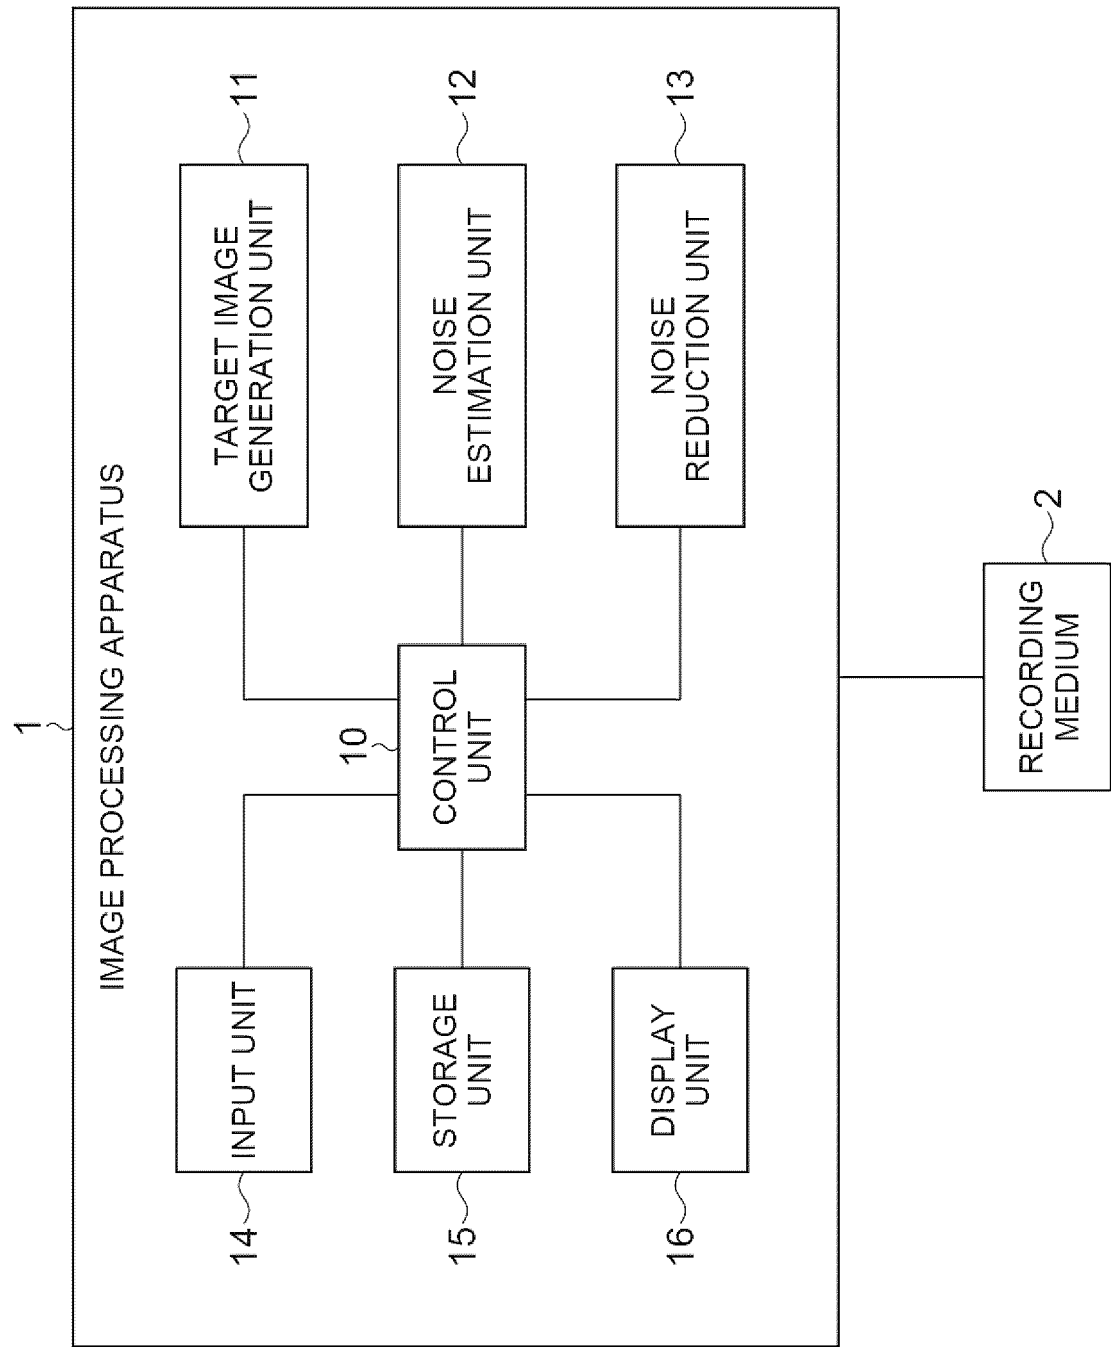 1
IMAGE PROCESSING APPARATUS
14
INPUT UNIT
TARGET IMAGE
GENERATION UNIT
11
10
15
STORAGE
UNIT
CONTROL
UNIT
NOISE
ESTIMATION UNIT
12
16
DISPLAY
UNIT
NOISE
REDUCTION UNIT
13
RECORDING
MEDIUM
2